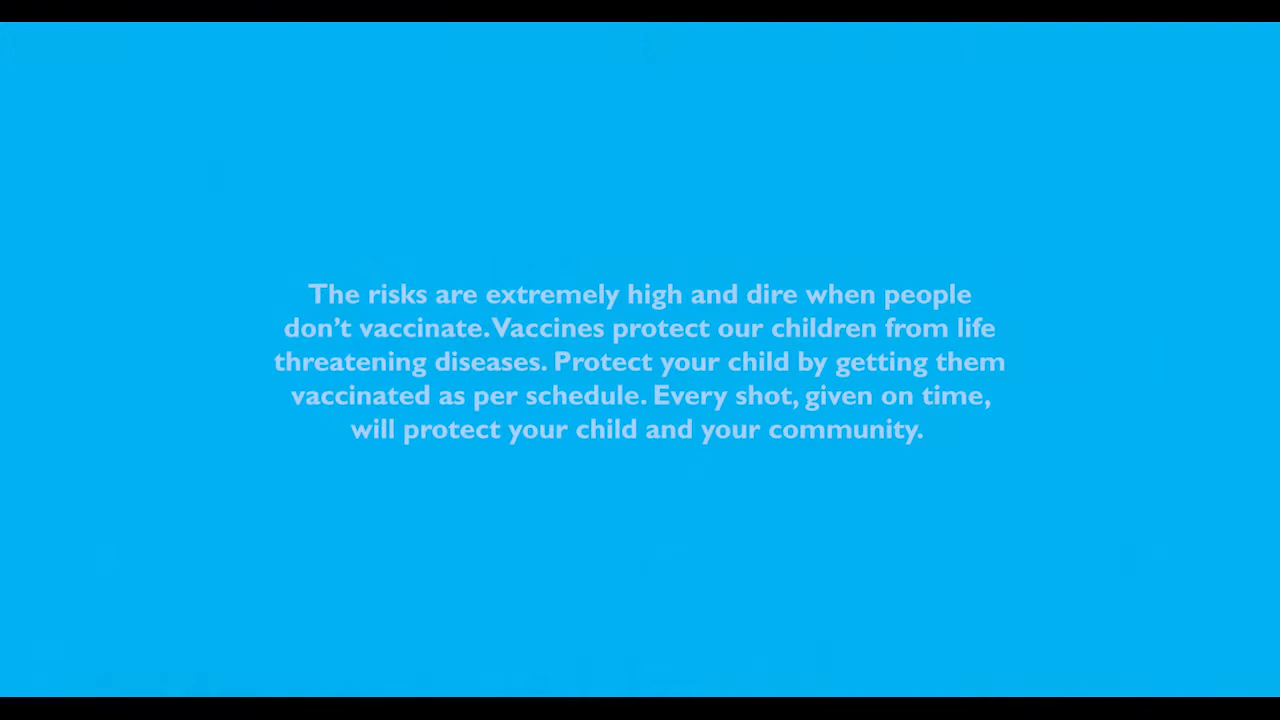 The risks are extremely high and dire when people
don’t vaccinate. Vaccines protect our children from life
threatening diseases. Protect your child by getting them
vaccinated as per schedule. Every shot, given on time,
will protect your child and your community.